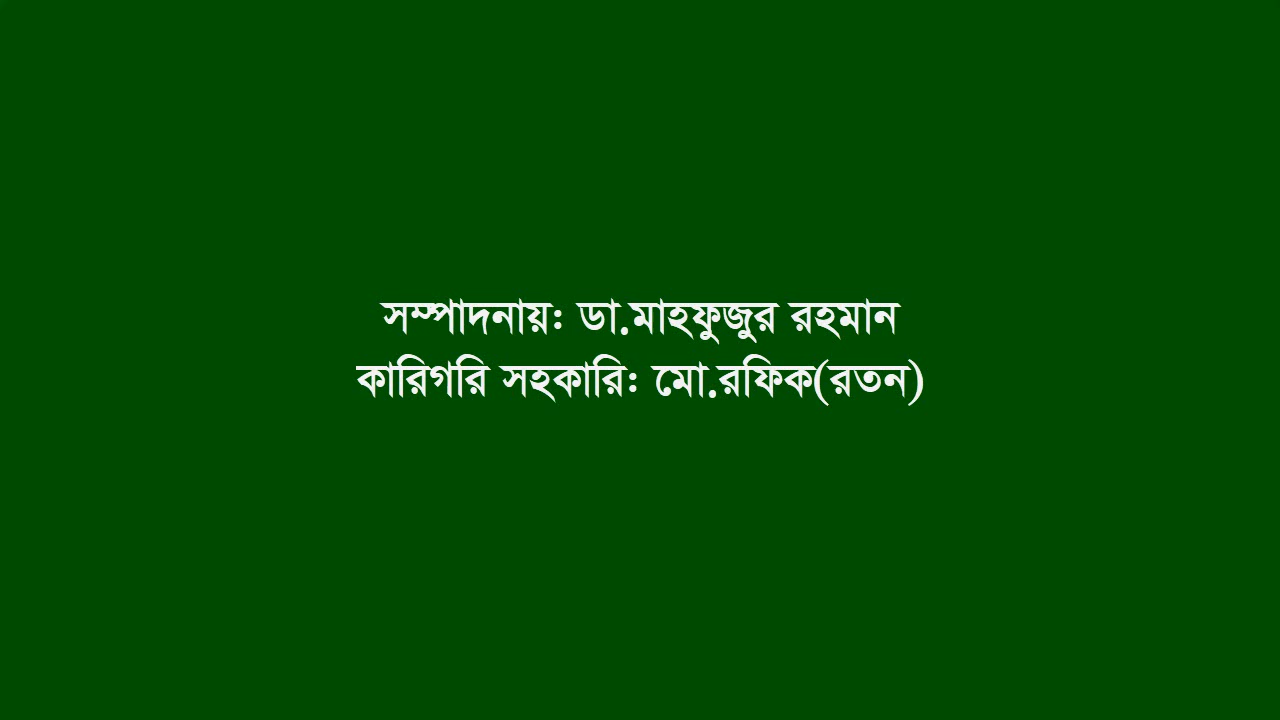 সম্পাদনায়: ডা.মাহফুজুর রহমান
কারিগরি সহকারি: মো.রফিক(রতন)